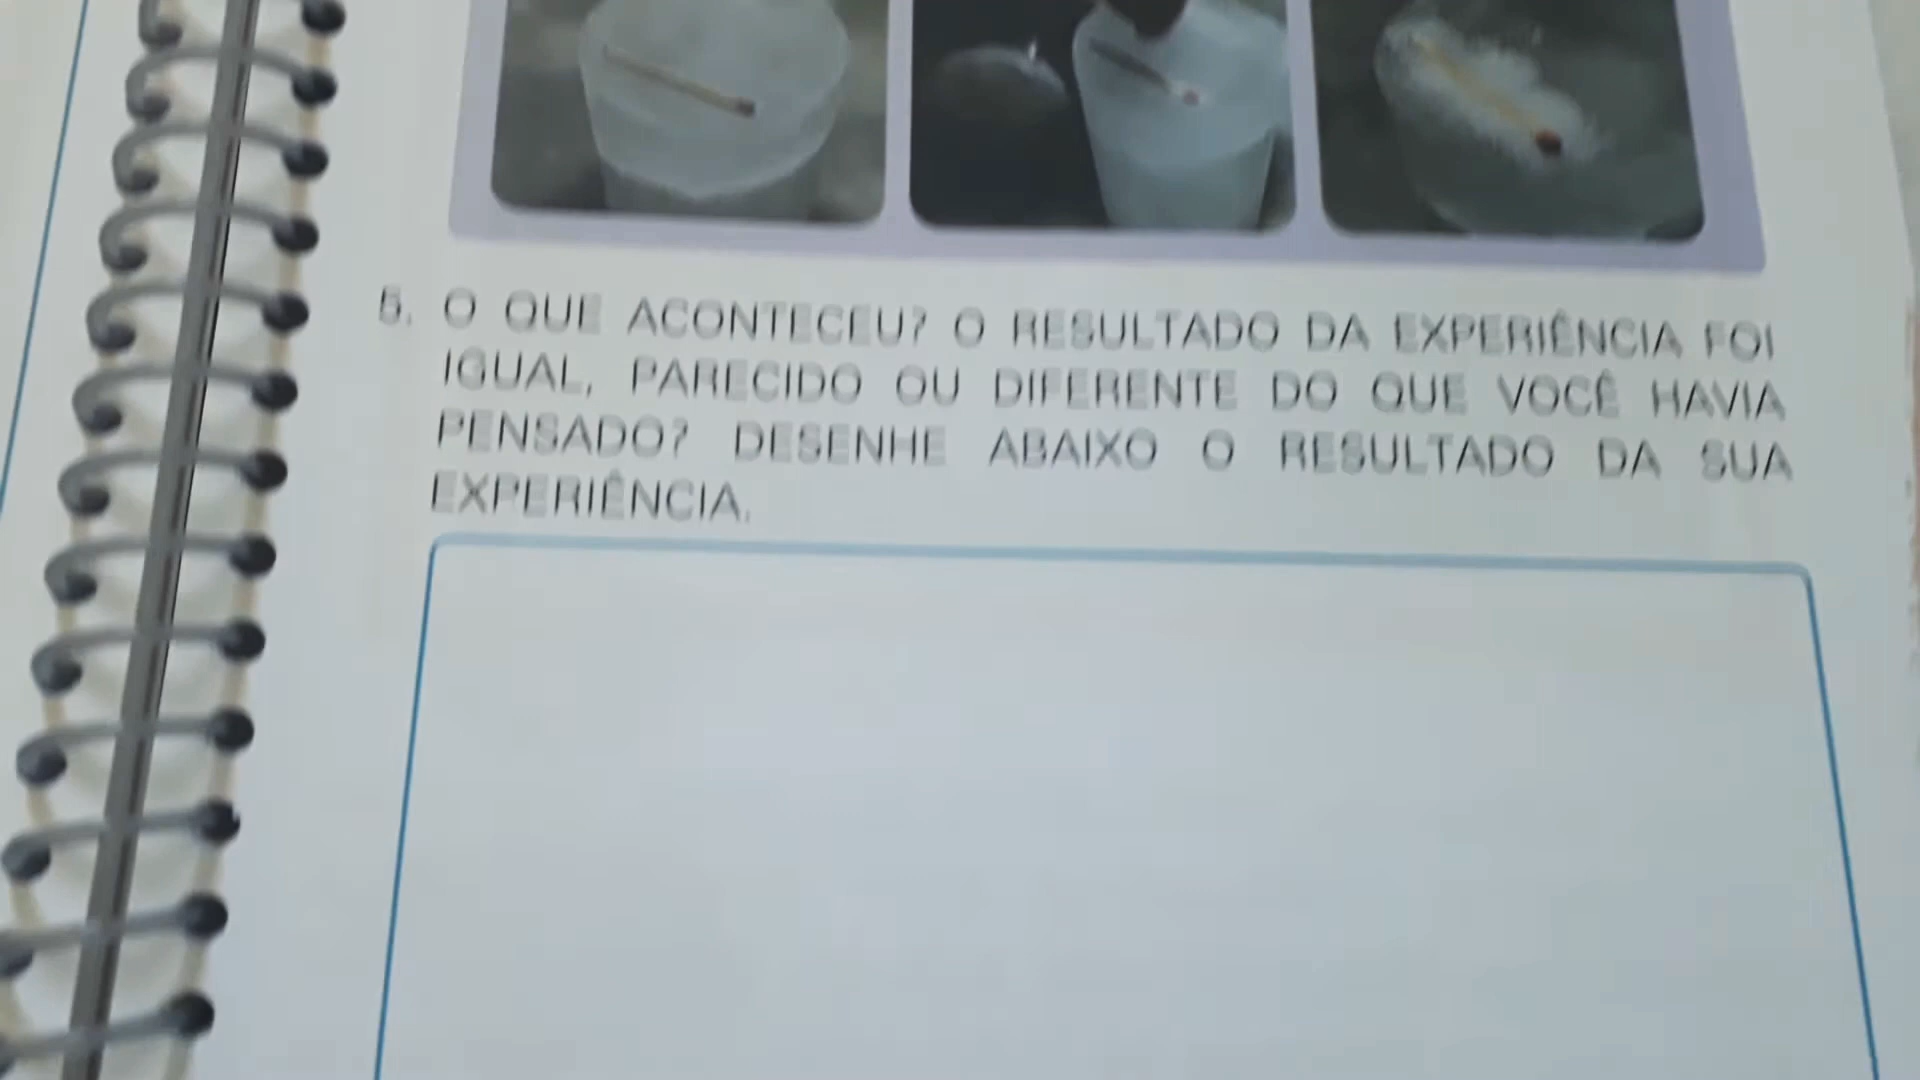 5. O QUE ACONTECEU? O RESULTADO DA EXPERIÊNCIA FOI
IGUAL, PARECIDO OU DIFERENTE DO QUE VOCÊ HAVIA
PENSADO? DESENHE ABAIXO O RESULTADO DA SUA
EXPERIÊNCIA.